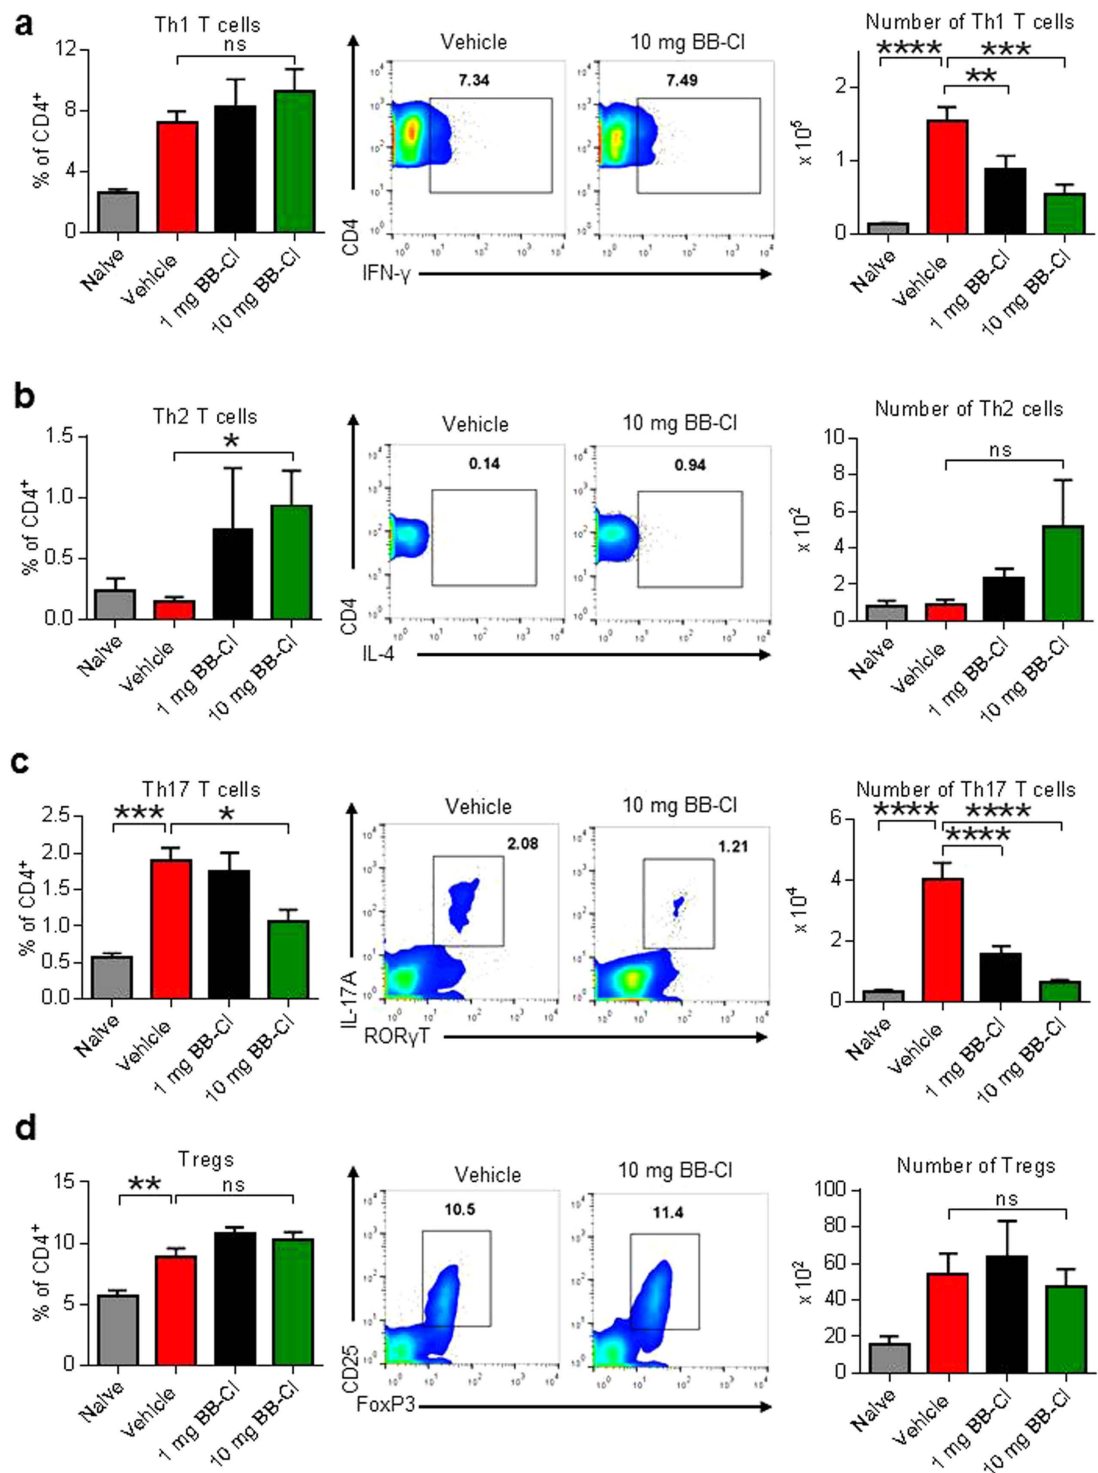 a
Th1 T cells
ns
% of CD4+
12
8
4
0
Naive
Vehicle
1 mg BB-Cl
10 mg BB-Cl
Vehicle
10 mg BB-Cl
7.34
7.49
CD4
IFN-γ
Number of Th1 T cells
****
***
**
x 10^5
2
1
0
Naive
Vehicle
1 mg BB-Cl
10 mg BB-Cl
b
Th2 T cells
*
% of CD4+
1.5
1.0
0.5
0.0
Naive
Vehicle
1 mg BB-Cl
10 mg BB-Cl
Vehicle
10 mg BB-Cl
0.14
0.94
CD4
IL-4
Number of Th2 cells
ns
x 10^2
10
8
6
4
2
0
Naive
Vehicle
1 mg BB-Cl
10 mg BB-Cl
c
Th17 T cells
***
*
% of CD4+
2.5
2.0
1.5
1.0
0.5
0.0
Naive
Vehicle
1 mg BB-Cl
10 mg BB-Cl
Vehicle
10 mg BB-Cl
2.08
1.21
IL-17A
RORγT
Number of Th17 T cells
****
****
****
x 10^4
6
4
2
0
Naive
Vehicle
1 mg BB-Cl
10 mg BB-Cl
d
Tregs
**
ns
% of CD4+
15
10
5
0
Naive
Vehicle
1 mg BB-Cl
10 mg BB-Cl
Vehicle
10 mg BB-Cl
10.5
11.4
CD25
FoxP3
Number of Tregs
ns
x 10^2
100
80
60
40
20
0
Naive
Vehicle
1 mg BB-Cl
10 mg BB-Cl